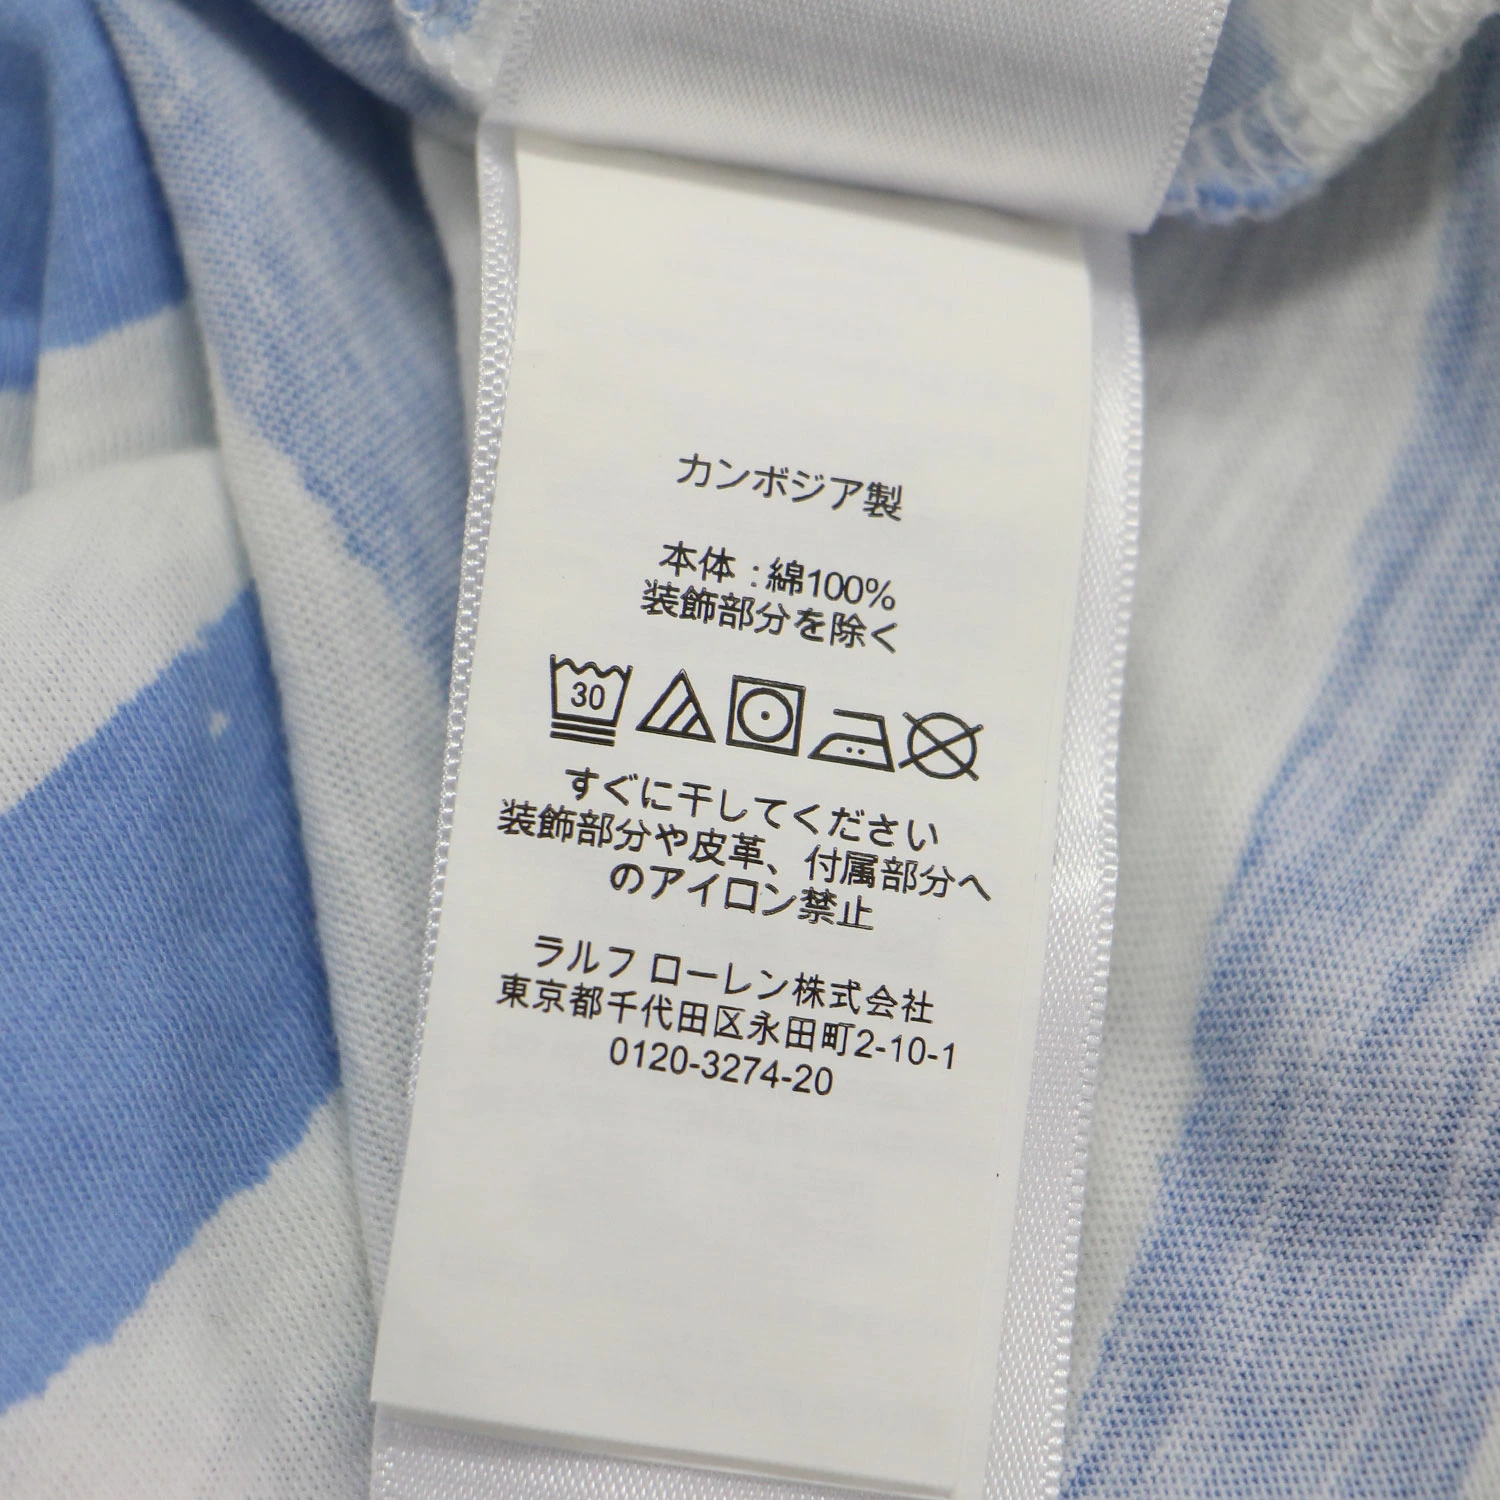 カンボジア製
本体 : 綿100%
装飾部分を除く
30
すぐに干してください
装飾部分や皮革、付属部分へ
のアイロン禁止
ラルフ ローレン株式会社
東京都千代田区永田町2-10-1
0120-3274-20